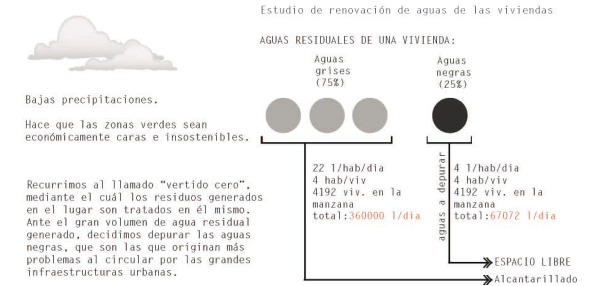 Estudio de renovación de aguas de las viviendas
AGUAS RESIDUALES DE UNA VIVIENDA:
Aguas
grises
(75%)
Aguas
negras
(25%)
Bajas precipitaciones.
Hace que las zonas verdes sean
económicamente caras e insostenibles.
Recurrimos al llamado "vertido cero",
mediante el cuál los residuos generados
en el lugar son tratados en él mismo.
Ante el gran volumen de agua residual
generado, decidimos depurar las aguas
negras, que son las que originan más
problemas al circular por las grandes
infraestructuras urbanas.
22 l/hab/dia
4 hab/viv
4192 viv. en la
manzana
total:360000 l/dia
aguas a depurar
4 l/hab/dia
4 hab/viv
4192 viv. en la
manzana
total:67072 l/dia
ESPACIO LIBRE
Alcantarillado